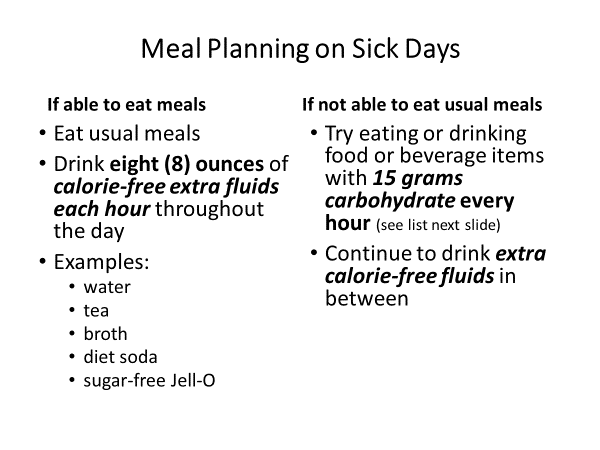 Meal Planning on Sick Days
If able to eat meals
• Eat usual meals
• Drink eight (8) ounces of
calorie-free extra fluids
each hour throughout
the day
• Examples:
• water
• tea
• broth
• diet soda
• sugar-free Jell-O
If not able to eat usual meals
• Try eating or drinking
food or beverage items
with 15 grams
carbohydrate every
hour (see list next slide)
• Continue to drink extra
calorie-free fluids in
between